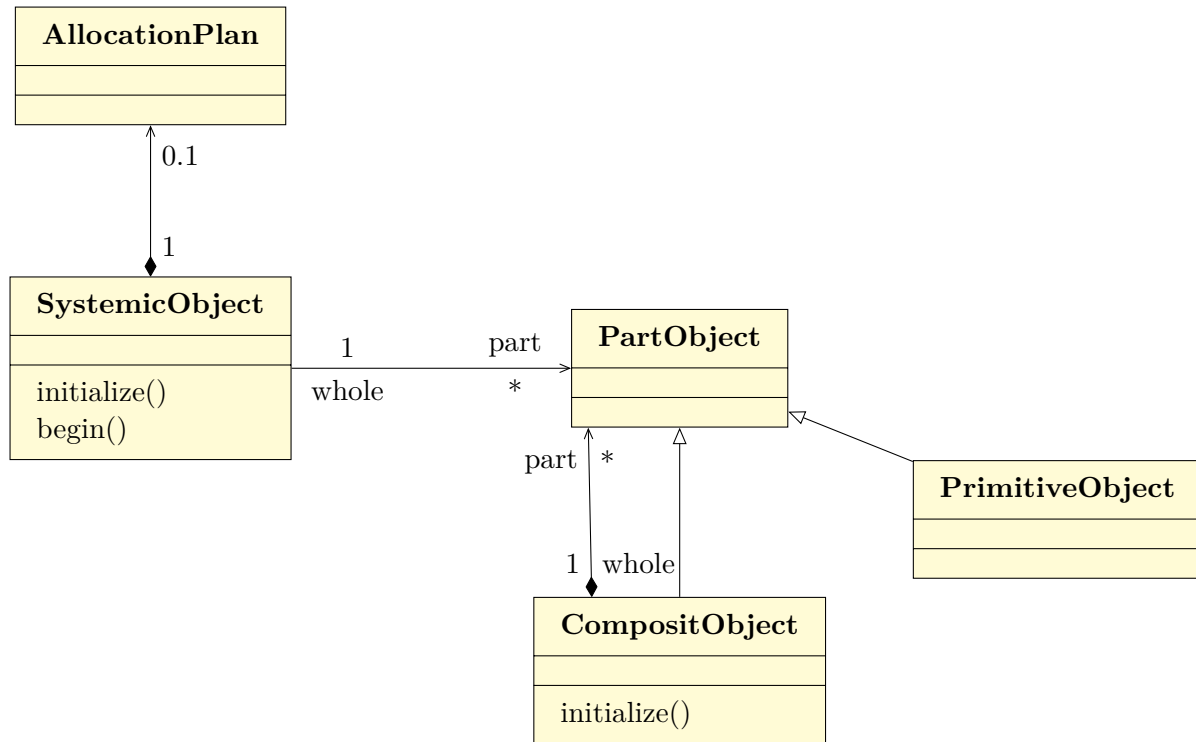 AllocationPlan
0.1
1
SystemicObject
initialize()
begin()
1
whole
part
*
PartObject
part
*
1
whole
PrimitiveObject
CompositObject
initialize()